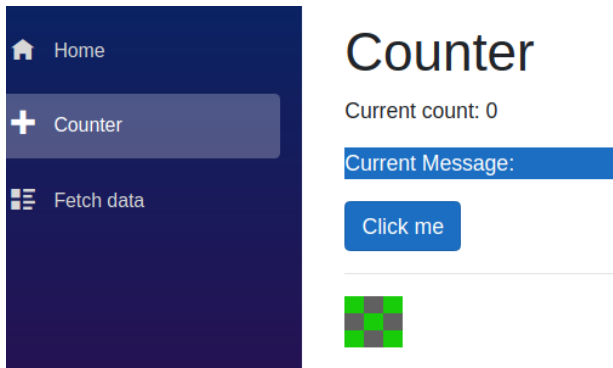 Home
Counter
Fetch data
Counter
Current count: 0
Current Message:
Click me